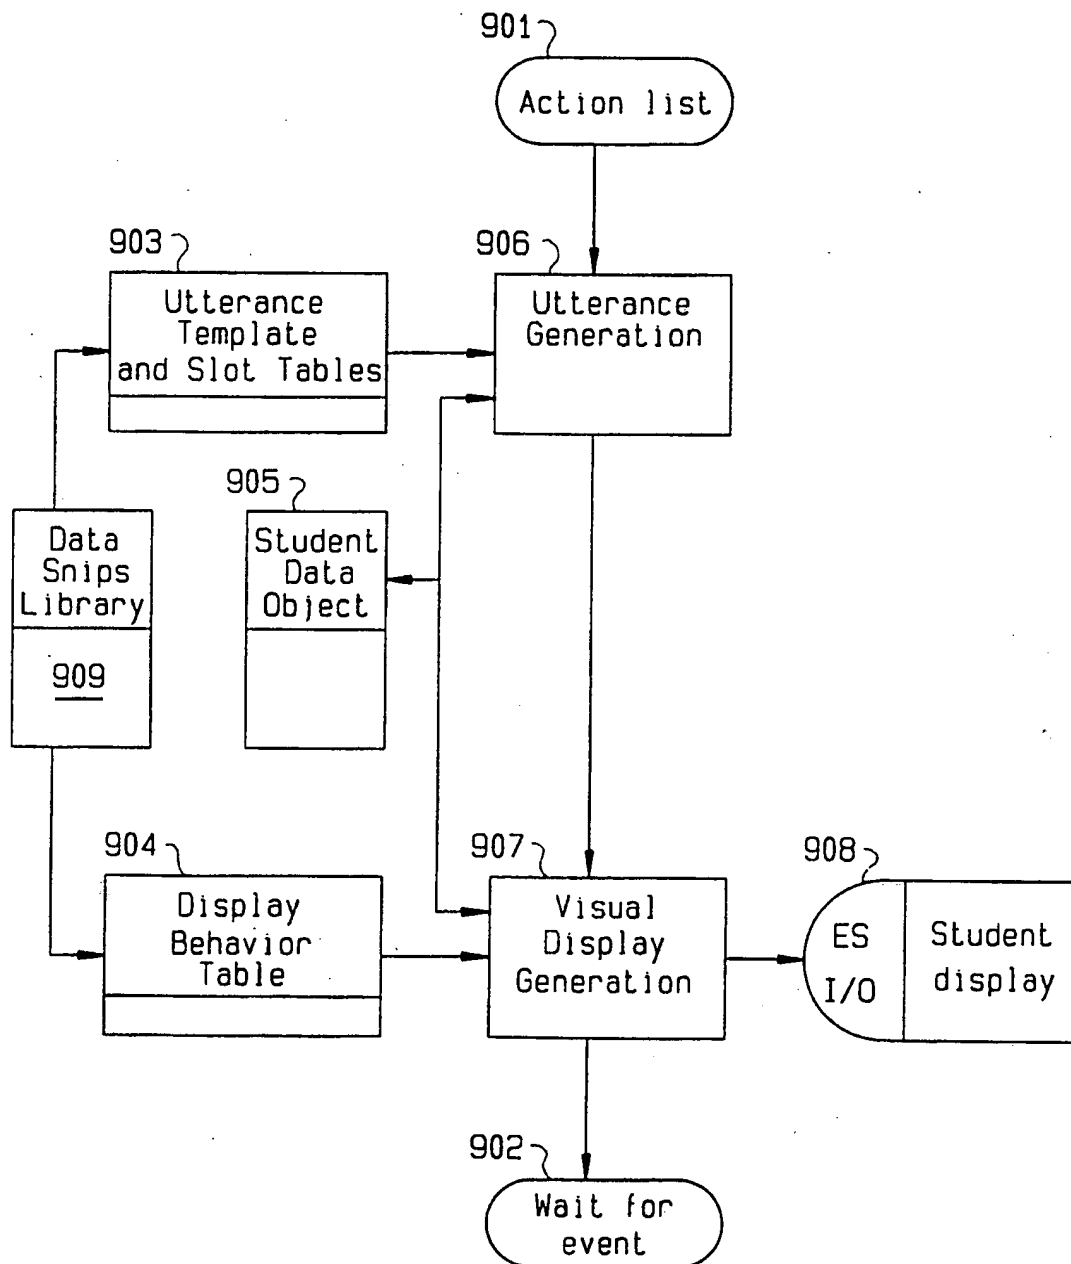 901
Action list
903
Utterance
Template
and Slot Tables
906
Utterance
Generation
905
Student
Data
Object
Data
Snips
Library
909
904
Display
Behavior
Table
907
Visual
Display
Generation
908
ES
I/O
Student
display
902
Wait for
event